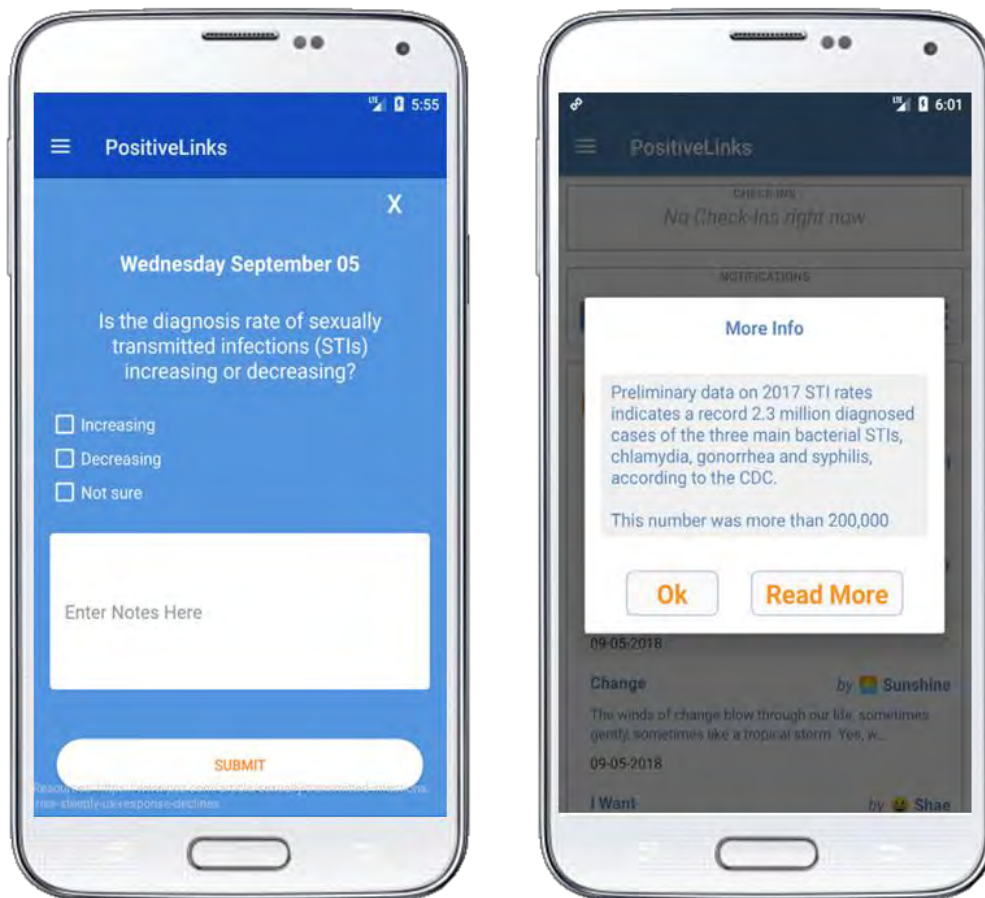 LTE 5:55
PositiveLinks
X
Wednesday September 05
Is the diagnosis rate of sexually
transmitted infections (STIs)
increasing or decreasing?
Increasing
Decreasing
Not sure
Enter Notes Here
SUBMIT
LTE 6:01
PositiveLinks
CHECK-INS
No Check-Ins right now
NOTIFICATIONS
More Info
Preliminary data on 2017 STI rates
indicates a record 2.3 million diagnosed
cases of the three main bacterial STIs,
chlamydia, gonorrhea and syphilis,
according to the CDC.
This number was more than 200,000
Ok Read More
09-05-2018
Change by Sunshine
The winds of change blow through our life, sometimes
gently, sometimes like a tropical storm. Yes, w...
09-05-2018
I Want by Shae